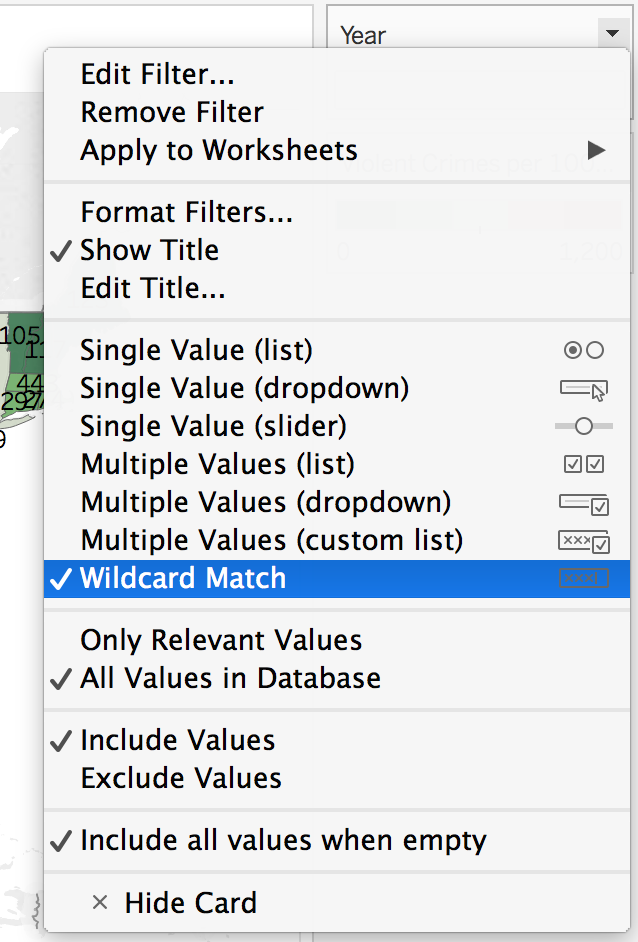 Year
Edit Filter...
Remove Filter
Apply to Worksheets
Format Filters...
Show Title
Edit Title...
105
Single Value (list)
Single Value (dropdown)
Single Value (slider)
Multiple Values (list)
Multiple Values (dropdown)
Multiple Values (custom list)
Wildcard Match
Only Relevant Values
All Values in Database
Include Values
Exclude Values
Include all values when empty
Hide Card